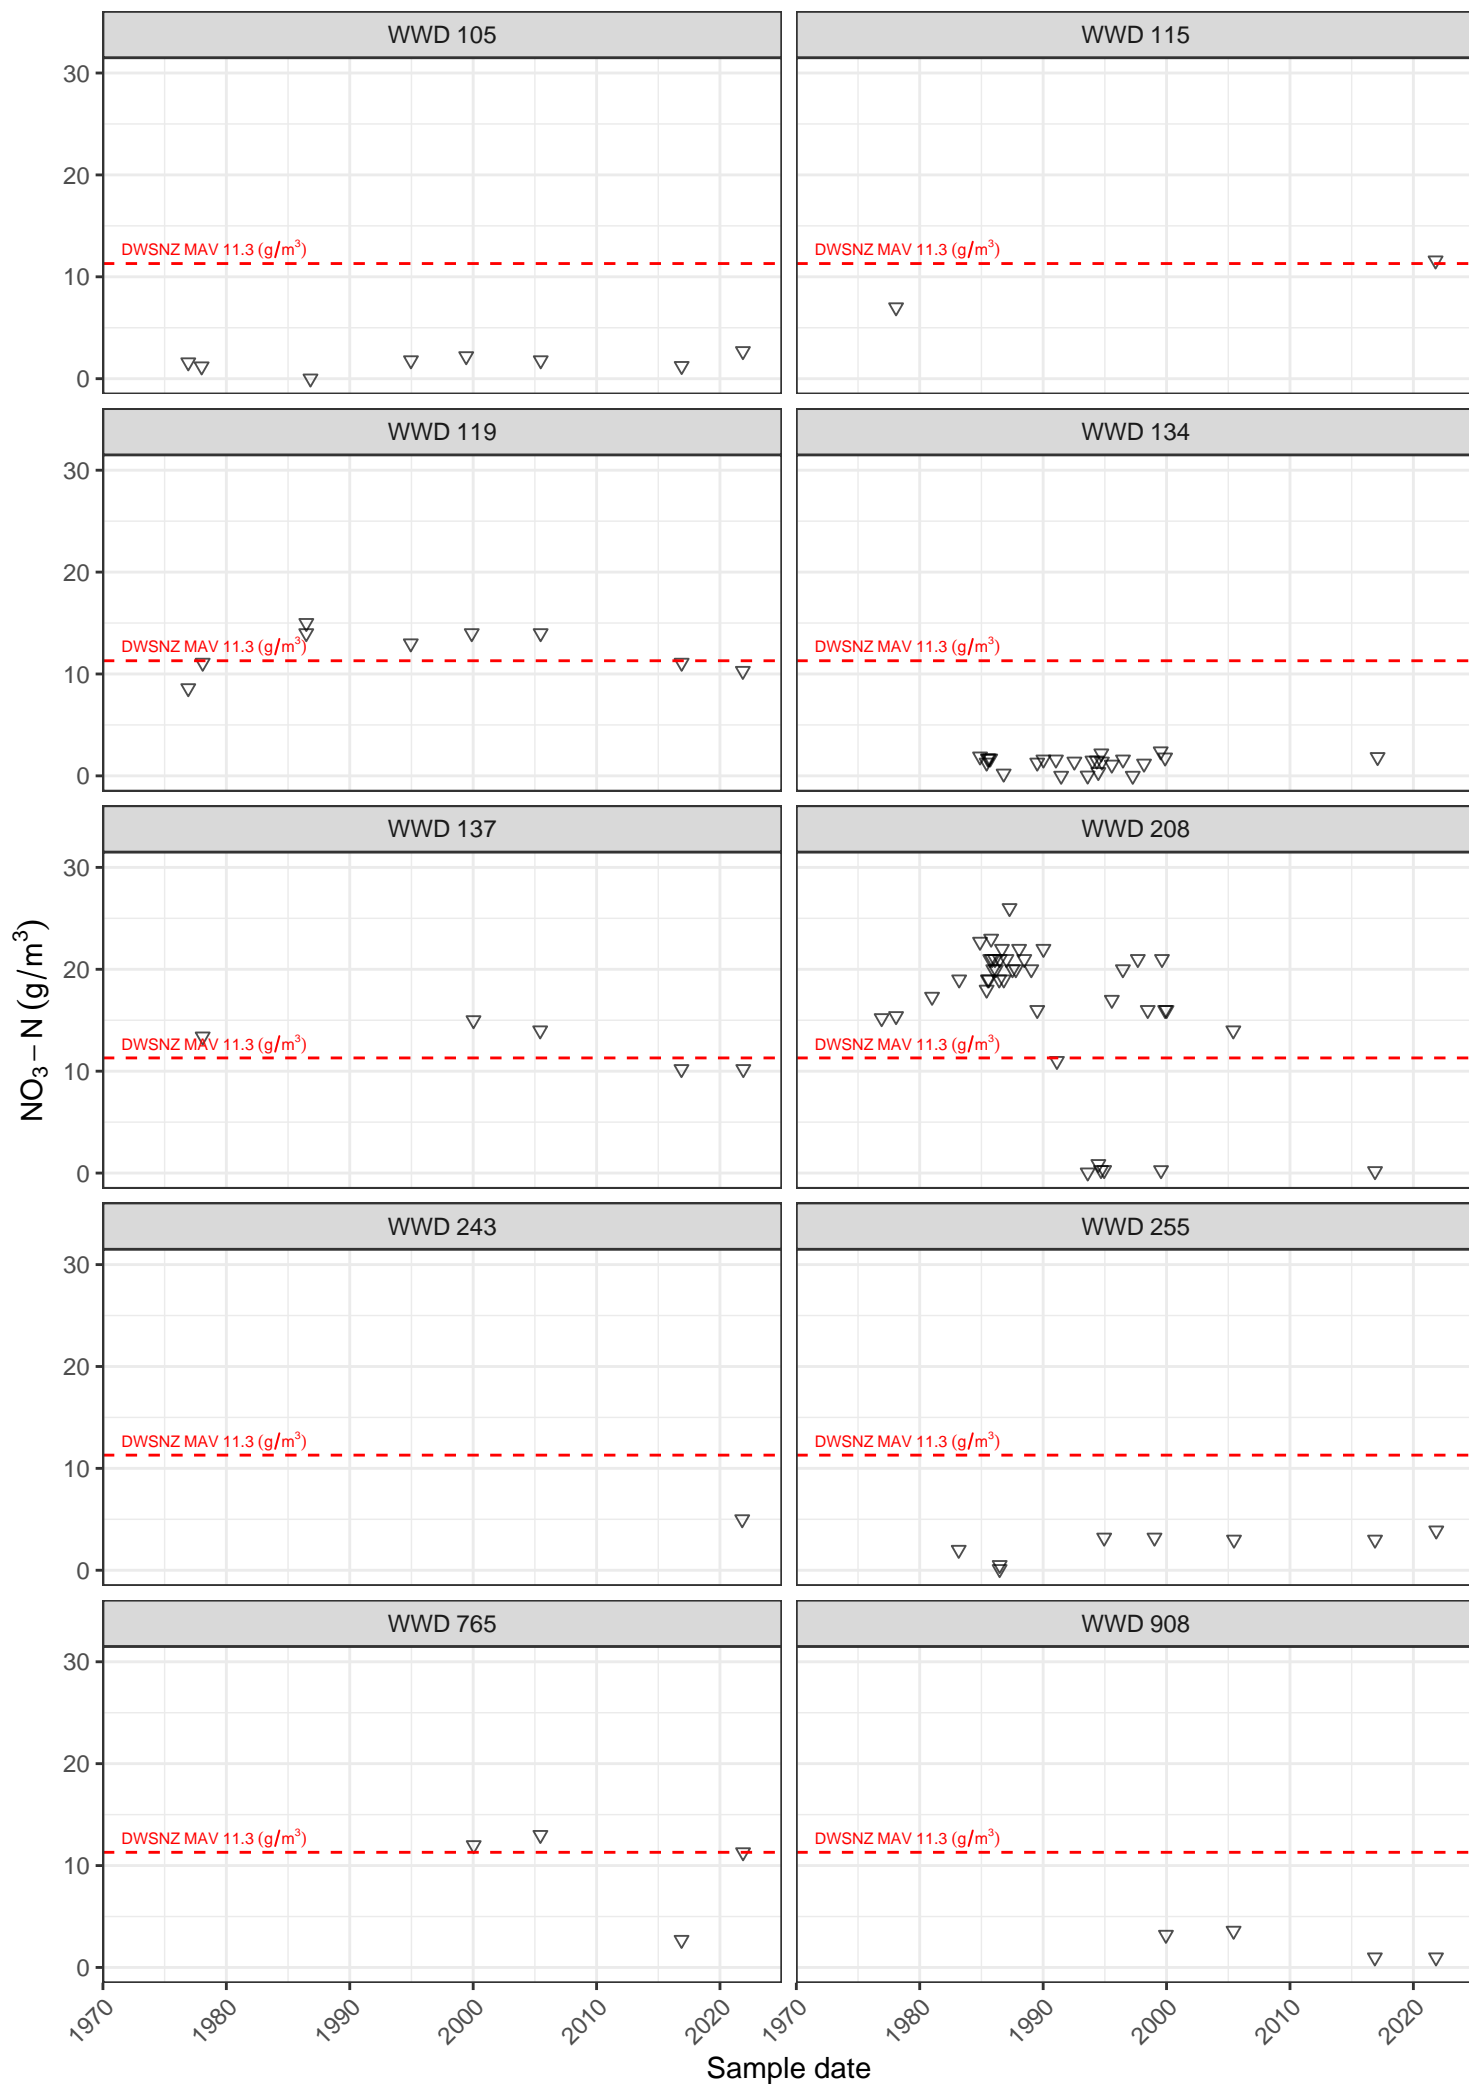 WWD 105
WWD 115
30
20
DWSNZ MAV 11.3 (g/m³)
DWSNZ MAV 11.3 (g/m³)
10
0
WWD 119
WWD 134
30
20
DWSNZ MAV 11.3 (g/m³)
DWSNZ MAV 11.3 (g/m³)
10
0
WWD 137
WWD 208
30
20
DWSNZ MAV 11.3 (g/m³)
DWSNZ MAV 11.3 (g/m³)
10
0
NO₃–N (g/m³)
WWD 243
WWD 255
30
20
DWSNZ MAV 11.3 (g/m³)
DWSNZ MAV 11.3 (g/m³)
10
0
WWD 765
WWD 908
30
20
DWSNZ MAV 11.3 (g/m³)
DWSNZ MAV 11.3 (g/m³)
10
0
1970 1980 1990 2000 2010 2020 1970 1980 1990 2000 2010 2020
Sample date